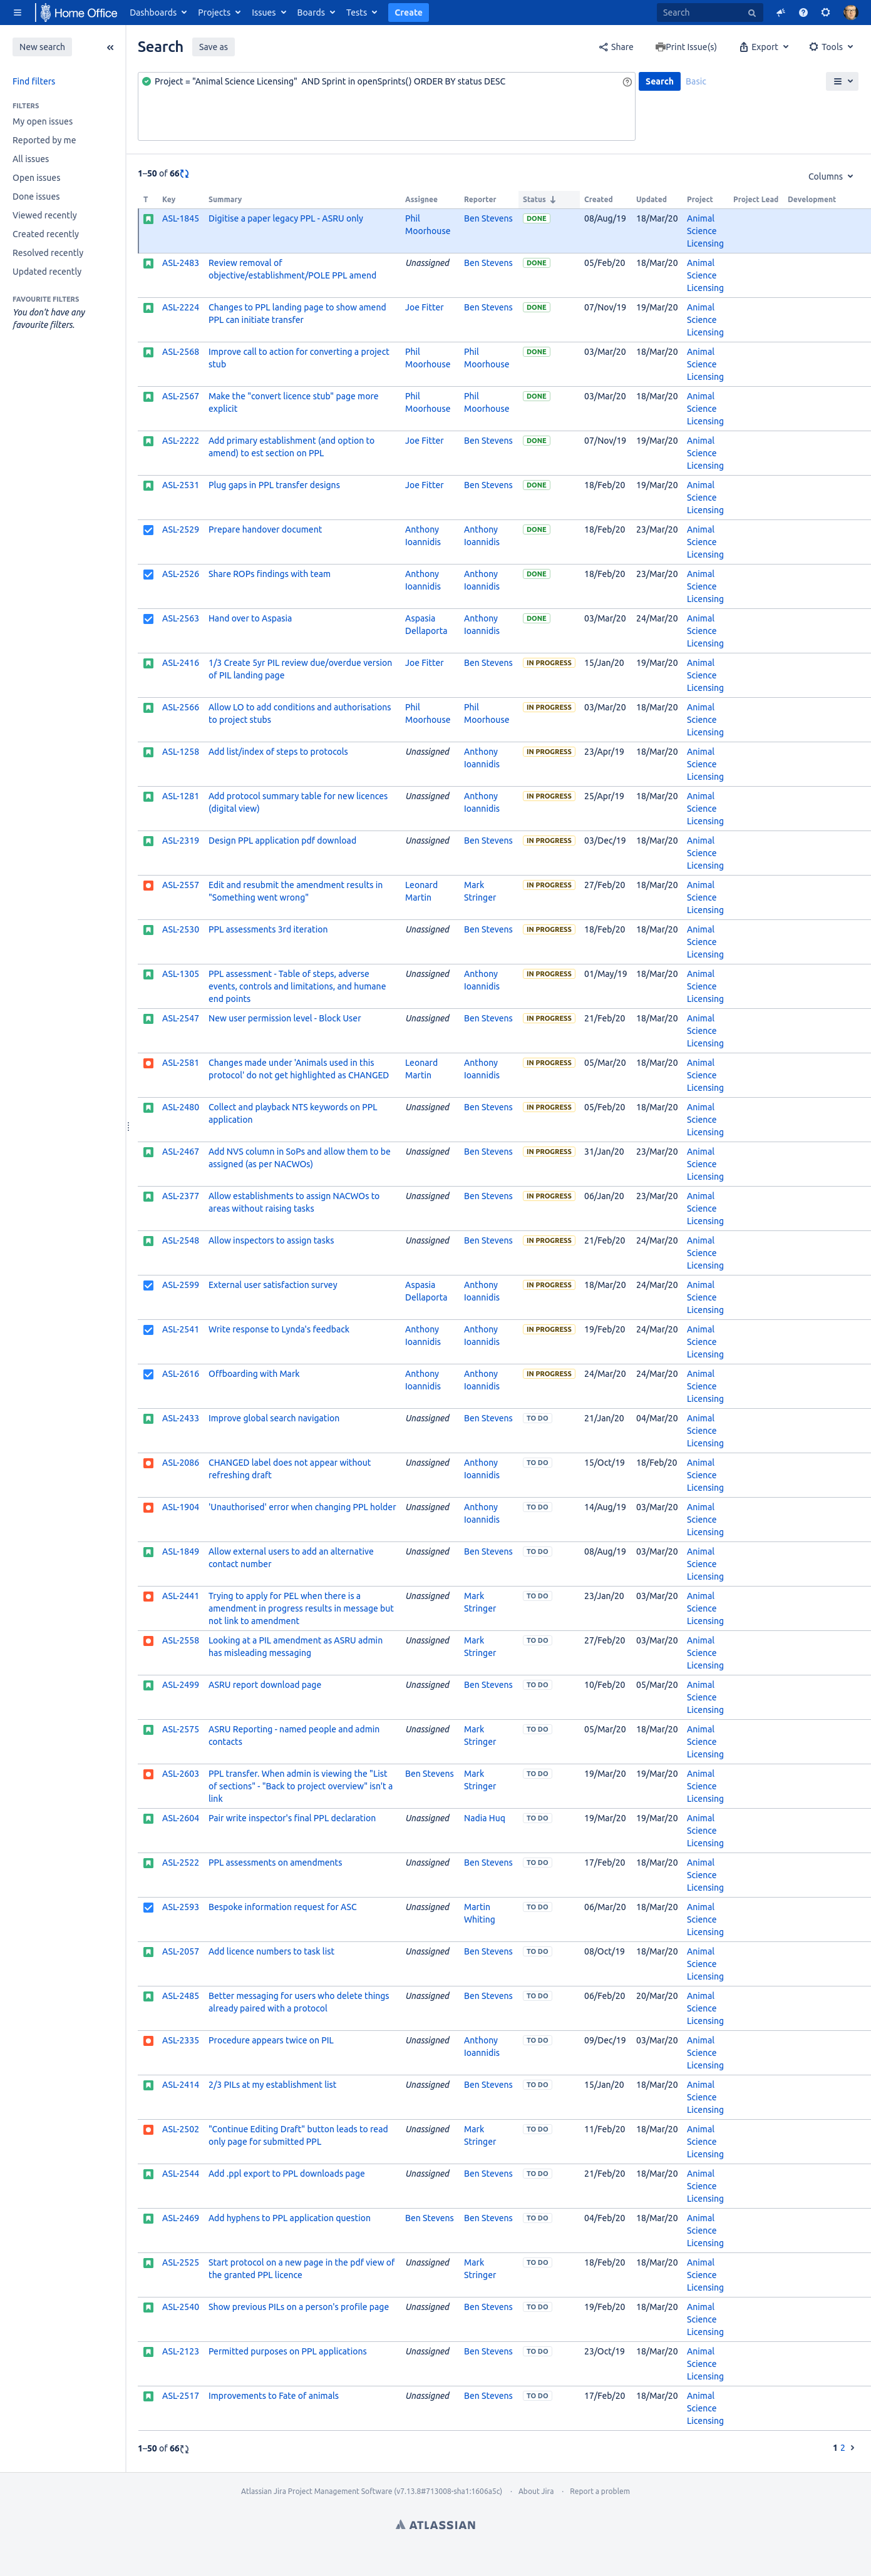 Home Office Dashboards Projects Issues Boards Tests Create Search
New search
Find filters
FILTERS
My open issues
Reported by me
All issues
Open issues
Done issues
Viewed recently
Created recently
Resolved recently
Updated recently
FAVOURITE FILTERS
You don't have any
favourite filters.
Search Save as Share Print Issue(s) Export Tools
Project = "Animal Science Licensing" AND Sprint in openSprints() ORDER BY status DESC Search Basic
1–50 of 66 Columns
T Key Summary Assignee Reporter Status Created Updated Project Project Lead Development
ASL-1845 Digitise a paper legacy PPL - ASRU only Phil Moorhouse Ben Stevens DONE 08/Aug/19 18/Mar/20 Animal Science Licensing
ASL-2483 Review removal of objective/establishment/POLE PPL amend Unassigned Ben Stevens DONE 05/Feb/20 18/Mar/20 Animal Science Licensing
ASL-2224 Changes to PPL landing page to show amend PPL can initiate transfer Joe Fitter Ben Stevens DONE 07/Nov/19 19/Mar/20 Animal Science Licensing
ASL-2568 Improve call to action for converting a project stub Phil Moorhouse Phil Moorhouse DONE 03/Mar/20 18/Mar/20 Animal Science Licensing
ASL-2567 Make the "convert licence stub" page more explicit Phil Moorhouse Phil Moorhouse DONE 03/Mar/20 18/Mar/20 Animal Science Licensing
ASL-2222 Add primary establishment (and option to amend) to est section on PPL Joe Fitter Ben Stevens DONE 07/Nov/19 19/Mar/20 Animal Science Licensing
ASL-2531 Plug gaps in PPL transfer designs Joe Fitter Ben Stevens DONE 18/Feb/20 19/Mar/20 Animal Science Licensing
ASL-2529 Prepare handover document Anthony Ioannidis Anthony Ioannidis DONE 18/Feb/20 23/Mar/20 Animal Science Licensing
ASL-2526 Share ROPs findings with team Anthony Ioannidis Anthony Ioannidis DONE 18/Feb/20 23/Mar/20 Animal Science Licensing
ASL-2563 Hand over to Aspasia Aspasia Dellaporta Anthony Ioannidis DONE 03/Mar/20 24/Mar/20 Animal Science Licensing
ASL-2416 1/3 Create 5yr PIL review due/overdue version of PIL landing page Joe Fitter Ben Stevens IN PROGRESS 15/Jan/20 19/Mar/20 Animal Science Licensing
ASL-2566 Allow LO to add conditions and authorisations to project stubs Phil Moorhouse Phil Moorhouse IN PROGRESS 03/Mar/20 18/Mar/20 Animal Science Licensing
ASL-1258 Add list/index of steps to protocols Unassigned Anthony Ioannidis IN PROGRESS 23/Apr/19 18/Mar/20 Animal Science Licensing
ASL-1281 Add protocol summary table for new licences (digital view) Unassigned Anthony Ioannidis IN PROGRESS 25/Apr/19 18/Mar/20 Animal Science Licensing
ASL-2319 Design PPL application pdf download Unassigned Ben Stevens IN PROGRESS 03/Dec/19 18/Mar/20 Animal Science Licensing
ASL-2557 Edit and resubmit the amendment results in "Something went wrong" Leonard Martin Mark Stringer IN PROGRESS 27/Feb/20 18/Mar/20 Animal Science Licensing
ASL-2530 PPL assessments 3rd iteration Unassigned Ben Stevens IN PROGRESS 18/Feb/20 18/Mar/20 Animal Science Licensing
ASL-1305 PPL assessment - Table of steps, adverse events, controls and limitations, and humane end points Unassigned Anthony Ioannidis IN PROGRESS 01/May/19 18/Mar/20 Animal Science Licensing
ASL-2547 New user permission level - Block User Unassigned Ben Stevens IN PROGRESS 21/Feb/20 18/Mar/20 Animal Science Licensing
ASL-2581 Changes made under 'Animals used in this protocol' do not get highlighted as CHANGED Leonard Martin Anthony Ioannidis IN PROGRESS 05/Mar/20 18/Mar/20 Animal Science Licensing
ASL-2480 Collect and playback NTS keywords on PPL application Unassigned Ben Stevens IN PROGRESS 05/Feb/20 18/Mar/20 Animal Science Licensing
ASL-2467 Add NVS column in SoPs and allow them to be assigned (as per NACWOs) Unassigned Ben Stevens IN PROGRESS 31/Jan/20 23/Mar/20 Animal Science Licensing
ASL-2377 Allow establishments to assign NACWOs to areas without raising tasks Unassigned Ben Stevens IN PROGRESS 06/Jan/20 23/Mar/20 Animal Science Licensing
ASL-2548 Allow inspectors to assign tasks Unassigned Ben Stevens IN PROGRESS 21/Feb/20 24/Mar/20 Animal Science Licensing
ASL-2599 External user satisfaction survey Aspasia Dellaporta Anthony Ioannidis IN PROGRESS 18/Mar/20 24/Mar/20 Animal Science Licensing
ASL-2541 Write response to Lynda's feedback Anthony Ioannidis Anthony Ioannidis IN PROGRESS 19/Feb/20 24/Mar/20 Animal Science Licensing
ASL-2616 Offboarding with Mark Anthony Ioannidis Anthony Ioannidis IN PROGRESS 24/Mar/20 24/Mar/20 Animal Science Licensing
ASL-2433 Improve global search navigation Unassigned Ben Stevens TO DO 21/Jan/20 04/Mar/20 Animal Science Licensing
ASL-2086 CHANGED label does not appear without refreshing draft Unassigned Anthony Ioannidis TO DO 15/Oct/19 18/Feb/20 Animal Science Licensing
ASL-1904 'Unauthorised' error when changing PPL holder Unassigned Anthony Ioannidis TO DO 14/Aug/19 03/Mar/20 Animal Science Licensing
ASL-1849 Allow external users to add an alternative contact number Unassigned Ben Stevens TO DO 08/Aug/19 03/Mar/20 Animal Science Licensing
ASL-2441 Trying to apply for PEL when there is a amendment in progress results in message but not link to amendment Unassigned Mark Stringer TO DO 23/Jan/20 03/Mar/20 Animal Science Licensing
ASL-2558 Looking at a PIL amendment as ASRU admin has misleading messaging Unassigned Mark Stringer TO DO 27/Feb/20 03/Mar/20 Animal Science Licensing
ASL-2499 ASRU report download page Unassigned Ben Stevens TO DO 10/Feb/20 05/Mar/20 Animal Science Licensing
ASL-2575 ASRU Reporting - named people and admin contacts Unassigned Mark Stringer TO DO 05/Mar/20 18/Mar/20 Animal Science Licensing
ASL-2603 PPL transfer. When admin is viewing the "List of sections" - "Back to project overview" isn't a link Ben Stevens Mark Stringer TO DO 19/Mar/20 19/Mar/20 Animal Science Licensing
ASL-2604 Pair write inspector's final PPL declaration Unassigned Nadia Huq TO DO 19/Mar/20 19/Mar/20 Animal Science Licensing
ASL-2522 PPL assessments on amendments Unassigned Ben Stevens TO DO 17/Feb/20 18/Mar/20 Animal Science Licensing
ASL-2593 Bespoke information request for ASC Unassigned Martin Whiting TO DO 06/Mar/20 18/Mar/20 Animal Science Licensing
ASL-2057 Add licence numbers to task list Unassigned Ben Stevens TO DO 08/Oct/19 18/Mar/20 Animal Science Licensing
ASL-2485 Better messaging for users who delete things already paired with a protocol Unassigned Ben Stevens TO DO 06/Feb/20 20/Mar/20 Animal Science Licensing
ASL-2335 Procedure appears twice on PIL Unassigned Anthony Ioannidis TO DO 09/Dec/19 03/Mar/20 Animal Science Licensing
ASL-2414 2/3 PILs at my establishment list Unassigned Ben Stevens TO DO 15/Jan/20 18/Mar/20 Animal Science Licensing
ASL-2502 "Continue Editing Draft" button leads to read only page for submitted PPL Unassigned Mark Stringer TO DO 11/Feb/20 18/Mar/20 Animal Science Licensing
ASL-2544 Add .ppl export to PPL downloads page Unassigned Ben Stevens TO DO 21/Feb/20 18/Mar/20 Animal Science Licensing
ASL-2469 Add hyphens to PPL application question Ben Stevens Ben Stevens TO DO 04/Feb/20 18/Mar/20 Animal Science Licensing
ASL-2525 Start protocol on a new page in the pdf view of the granted PPL licence Unassigned Mark Stringer TO DO 18/Feb/20 18/Mar/20 Animal Science Licensing
ASL-2540 Show previous PILs on a person's profile page Unassigned Ben Stevens TO DO 19/Feb/20 18/Mar/20 Animal Science Licensing
ASL-2123 Permitted purposes on PPL applications Unassigned Ben Stevens TO DO 23/Oct/19 18/Mar/20 Animal Science Licensing
ASL-2517 Improvements to Fate of animals Unassigned Ben Stevens TO DO 17/Feb/20 18/Mar/20 Animal Science Licensing
1–50 of 66 1 2
Atlassian Jira Project Management Software (v7.13.8#713008-sha1:1606a5c) · About Jira · Report a problem
ATLASSIAN